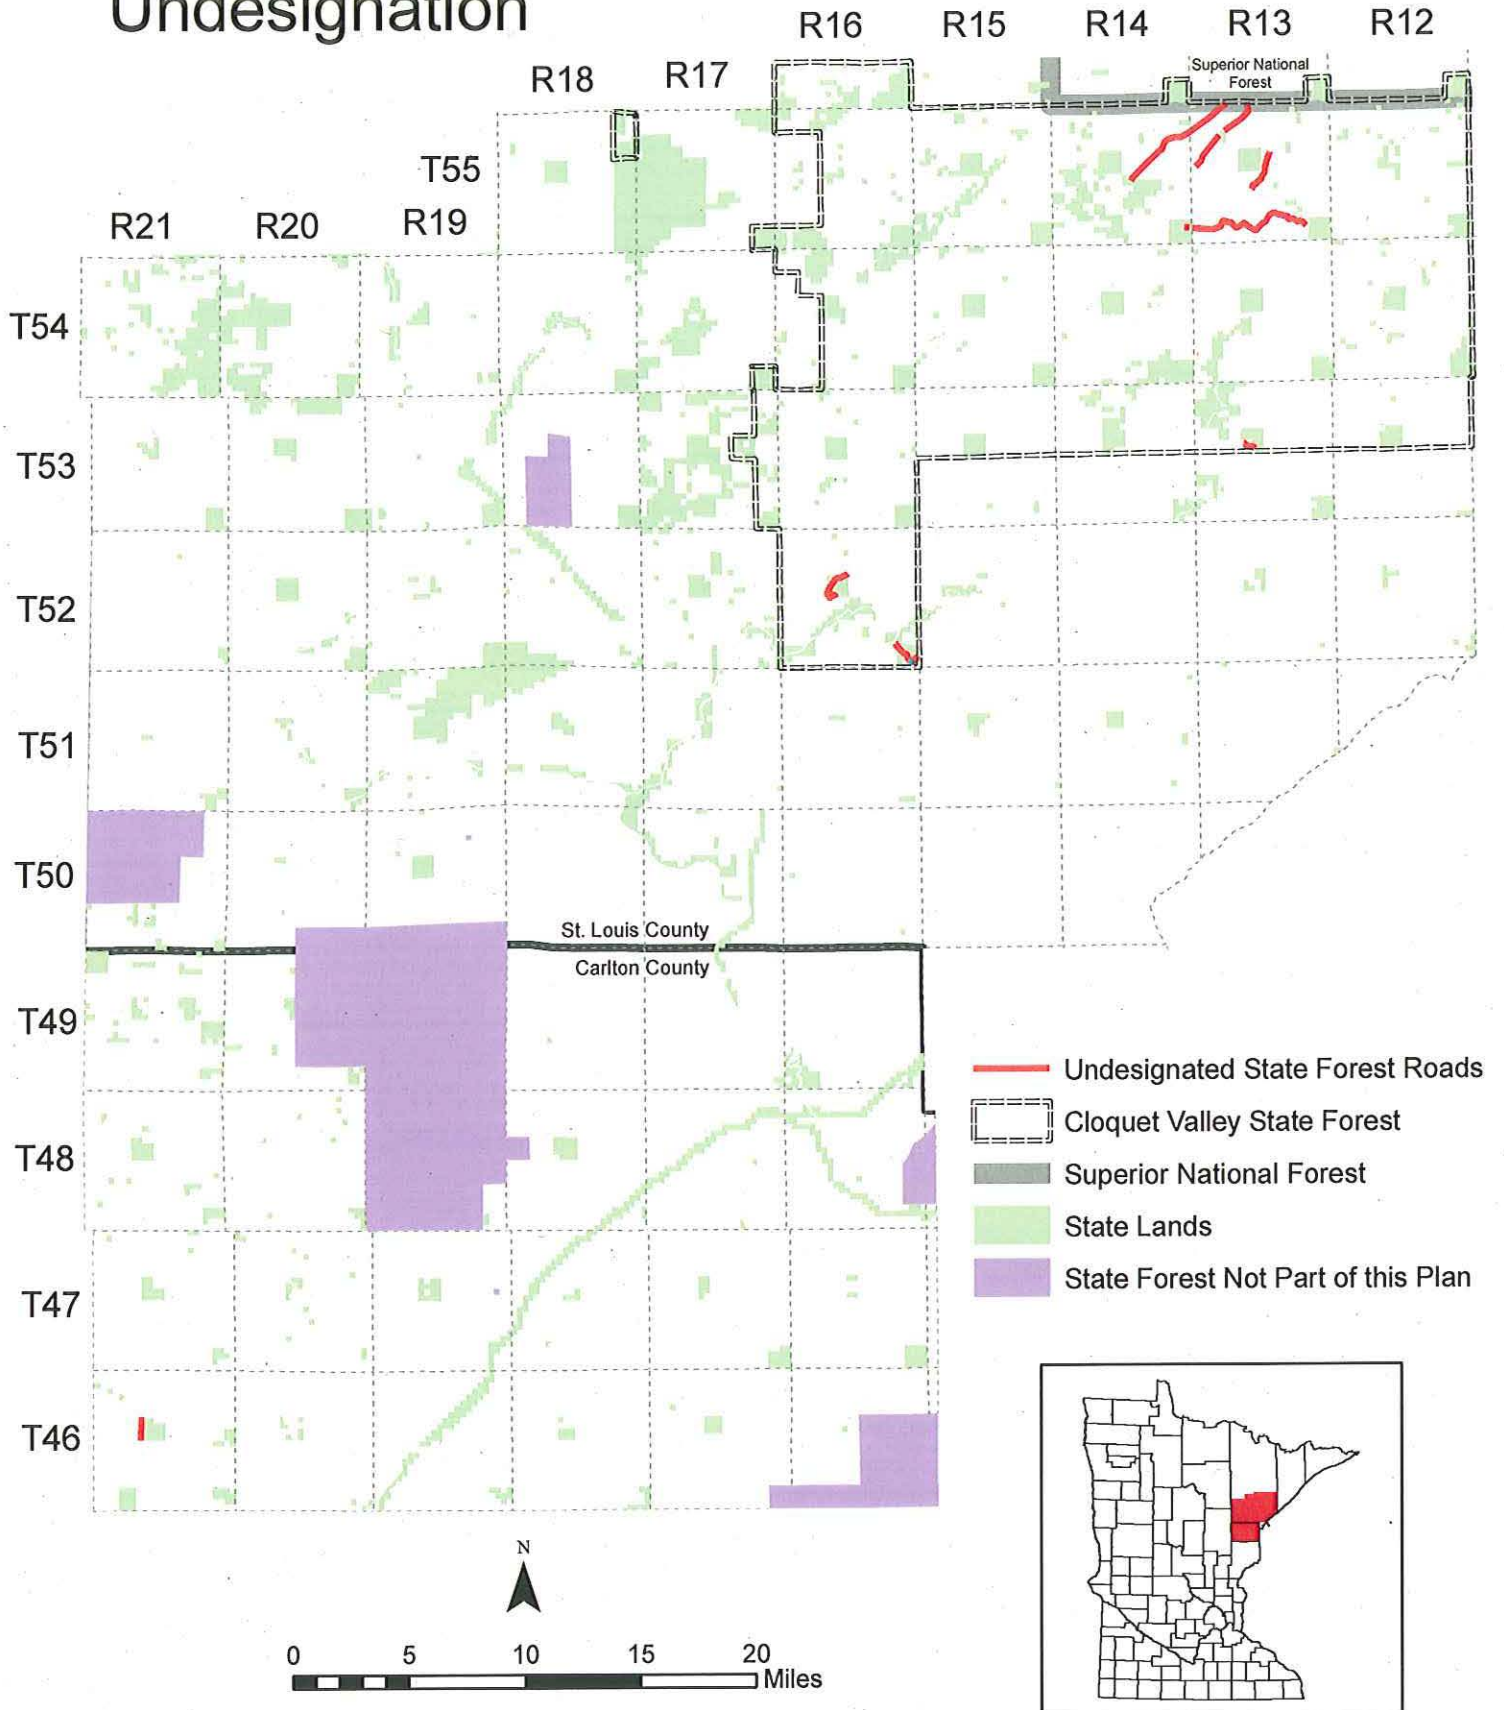 Undesignation
R16 R15 R14 R13 R12
R18 R17
Superior National
Forest
T55
R21 R20 R19
T54
T53
T52
T51
T50
St. Louis County
Carlton County
T49
T48
T47
T46
Undesignated State Forest Roads
Cloquet Valley State Forest
Superior National Forest
State Lands
State Forest Not Part of this Plan
N
0 5 10 15 20
Miles